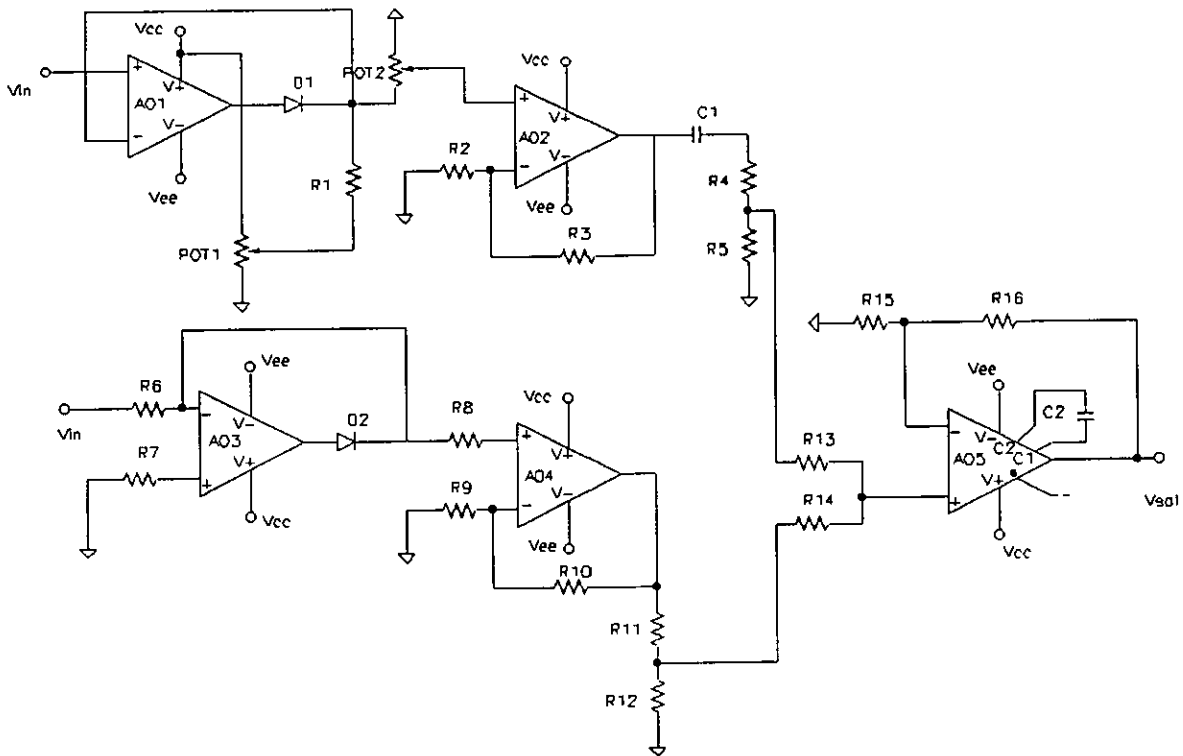 Vcc
Vin
+
V+
AO1
V-
-
Vee
D1
R1
POT1
POT2
Vcc
+
V+
AO2
V-
-
Vee
R2
R3
C1
R4
R5
R15
R16
Vee
R6
Vin
R7
-
V-
AO3
V+
+
Vcc
D2
R8
Vcc
+
V+
AO4
V-
-
Vee
R9
R10
R11
R12
R13
R14
-
V-
C2
C1
AO5
V+
+
C2
Vcc
Vsal